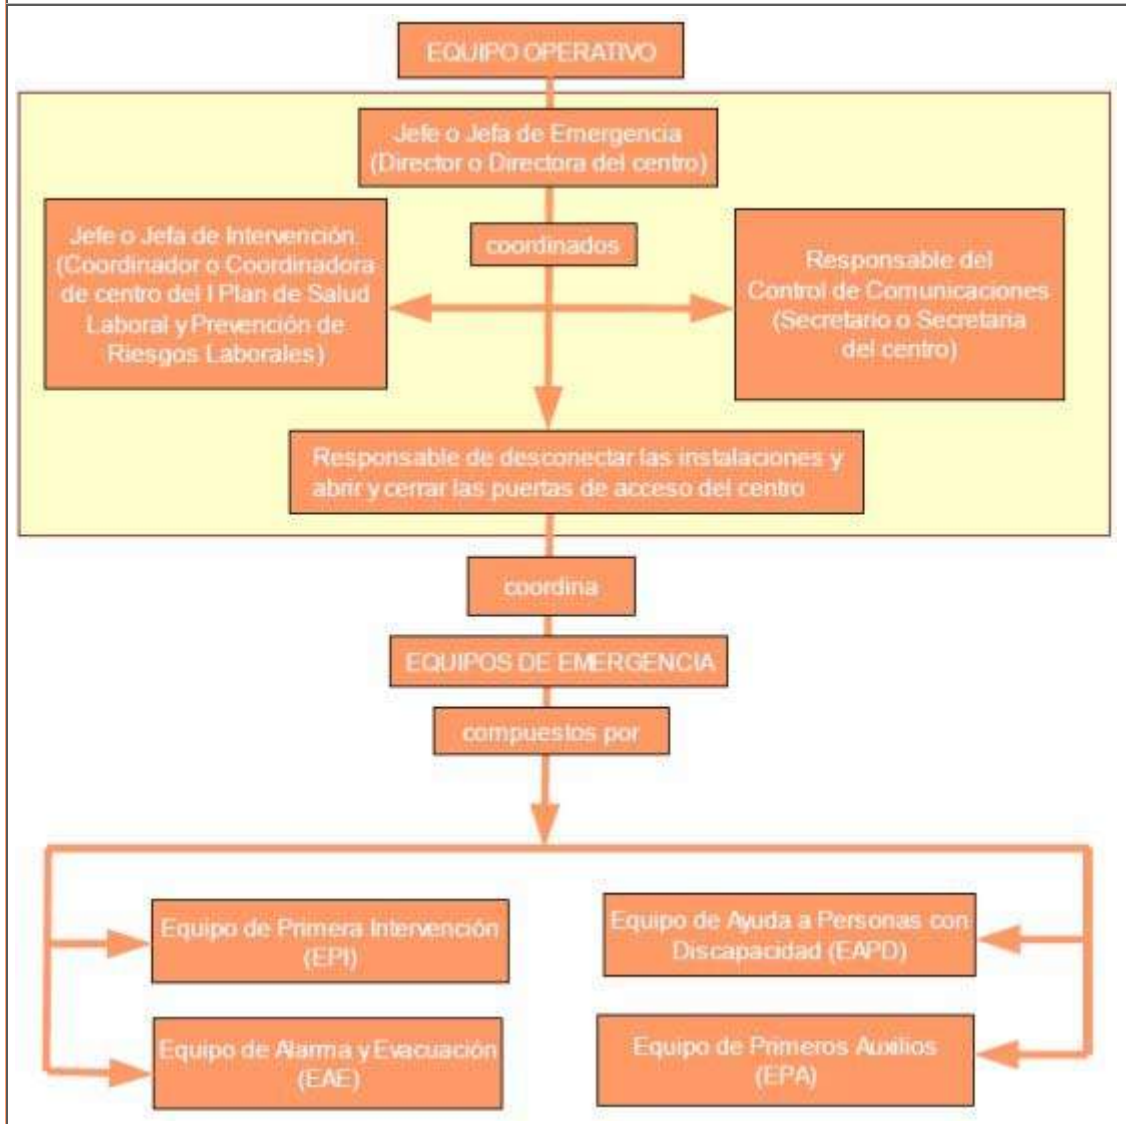 EQUIPO OPERATIVO
Jefe o Jefa de Emergencia
(Director o Directora del centro)
Jefe o Jefa de Intervención.
(Coordinador o Coordinadora
de centro del I Plan de Salud
Laboral y Prevención de
Riesgos Laborales)
coordinados
Responsable del
Control de Comunicaciones
(Secretario o Secretaria
del centro)
Responsable de desconectar las instalaciones y
abrir y cerrar las puertas de acceso del centro
coordina
EQUIPOS DE EMERGENCIA
compuestos por
Equipo de Primera Intervención
(EPI)
Equipo de Ayuda a Personas con
Discapacidad (EAPD)
Equipo de Alarma y Evacuación
(EAE)
Equipo de Primeros Auxilios
(EPA)